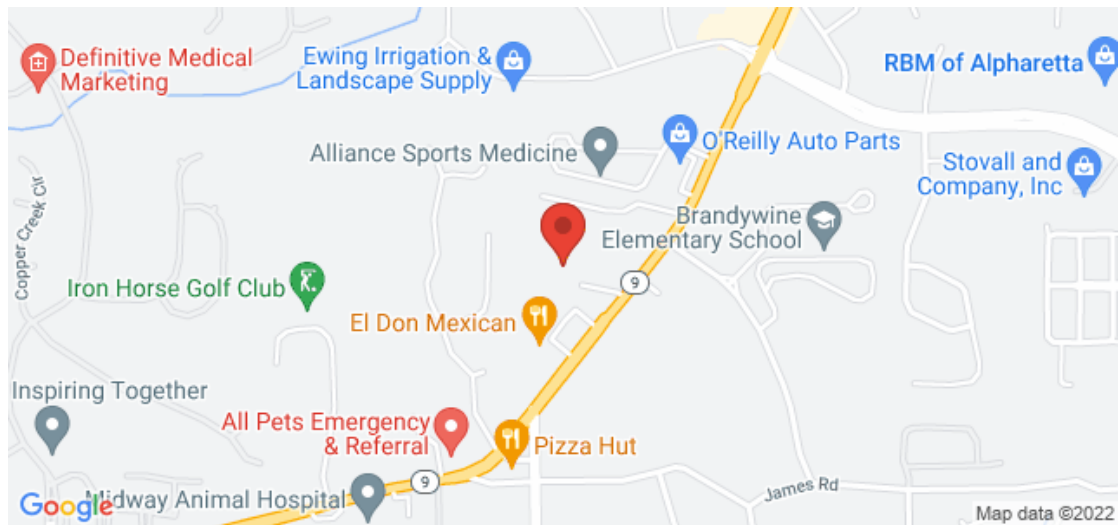 Definitive Medical
Marketing
Ewing Irrigation &
Landscape Supply
RBM of Alpharetta
Alliance Sports Medicine
O'Reilly Auto Parts
Stovall and
Company, Inc
Copper Creek Cir
Brandywine
Elementary School
Iron Horse Golf Club
9
El Don Mexican
Inspiring Together
All Pets Emergency
& Referral
Pizza Hut
9
Midway Animal Hospital
James Rd
Google
Map data ©2022